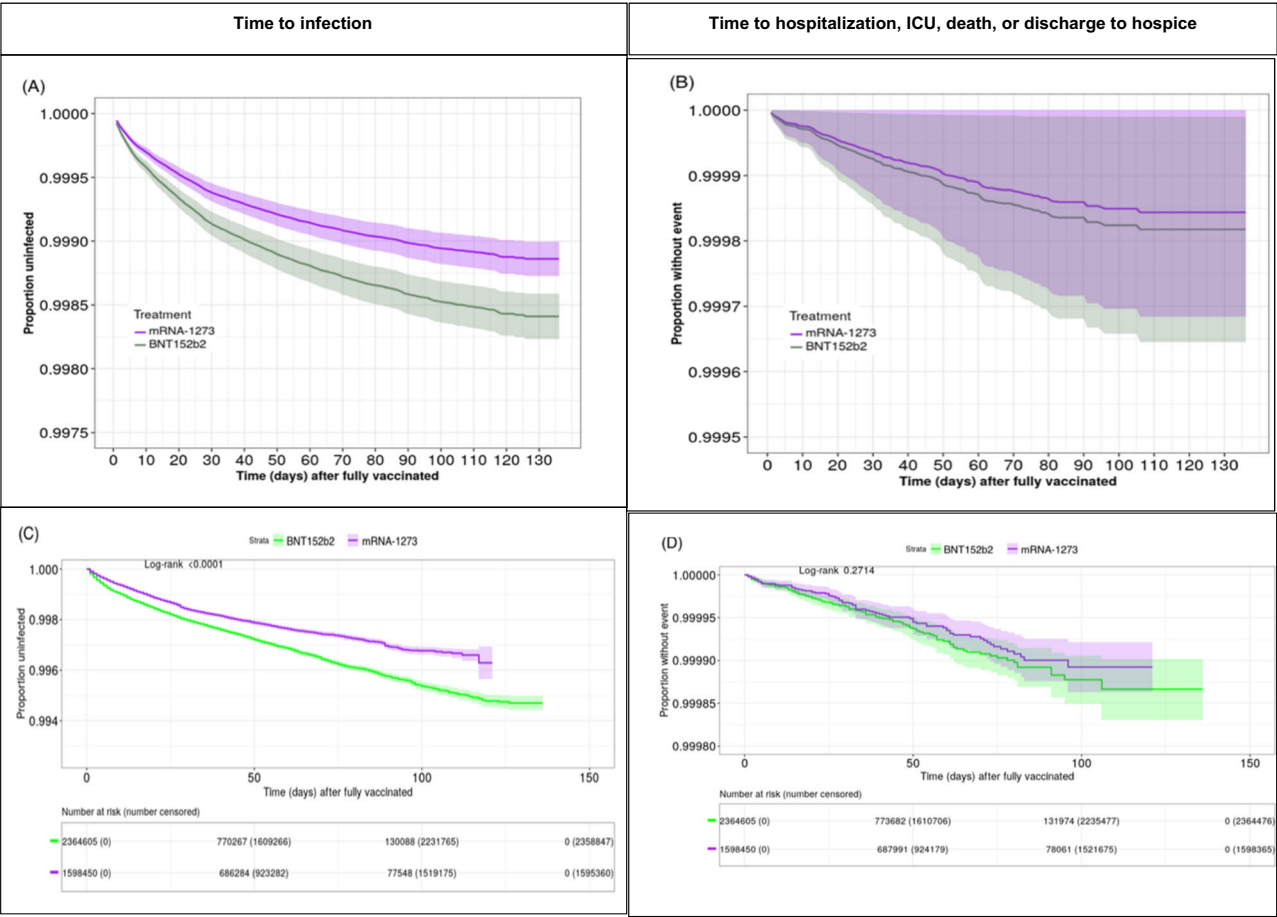 Time to infection
Time to hospitalization, ICU, death, or discharge to hospice
(A)
Proportion uninfected
1.0000
0.9995
0.9990
0.9985
0.9980
0.9975
Treatment
mRNA-1273
BNT152b2
0 10 20 30 40 50 60 70 80 90 100 110 120 130
Time (days) after fully vaccinated
(B)
Proportion without event
1.0000
0.9999
0.9998
0.9997
0.9996
0.9995
Treatment
mRNA-1273
BNT152b2
0 10 20 30 40 50 60 70 80 90 100 110 120 130
Time (days) after fully vaccinated
(C)
Strata BNT152b2 mRNA-1273
Log-rank <0.0001
Proportion uninfected
1.000
0.998
0.996
0.994
0 50 100 150
Time (days) after fully vaccinated
Number at risk (number censored)
2364605 (0) 770267 (1609266) 130088 (2231765) 0 (2358847)
1598450 (0) 686284 (923282) 77548 (1519175) 0 (1595360)
(D)
Strata BNT152b2 mRNA-1273
Log-rank 0.2714
Proportion without event
1.00000
0.99995
0.99990
0.99985
0.99980
0 50 100 150
Time (days) after fully vaccinated
Number at risk (number censored)
2364605 (0) 773682 (1610706) 131974 (2235477) 0 (2364476)
1598450 (0) 687991 (924179) 78061 (1521675) 0 (1598365)